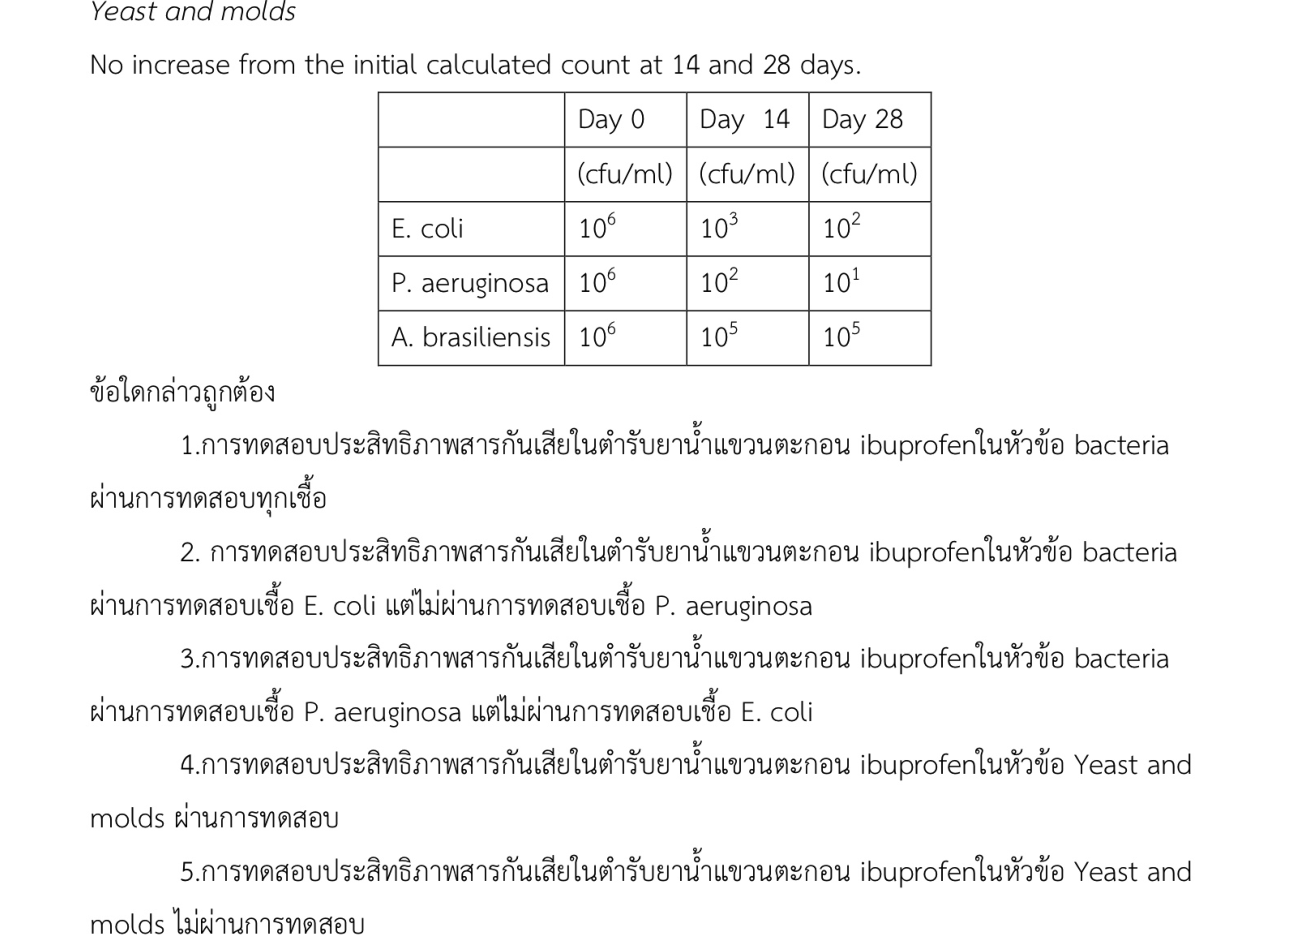 Yeast and molds
No increase from the initial calculated count at 14 and 28 days.
Day 0 Day 14 Day 28
(cfu/ml) (cfu/ml) (cfu/ml)
E. coli 10⁶ 10³ 10²
P. aeruginosa 10⁶ 10² 10¹
A. brasiliensis 10⁶ 10⁵ 10⁵
ข้อใดกล่าวถูกต้อง
1.การทดสอบประสิทธิภาพสารกันเสียในตำรับยาน้ำแขวนตะกอน ibuprofenในหัวข้อ bacteria
ผ่านการทดสอบทุกเชื้อ
2. การทดสอบประสิทธิภาพสารกันเสียในตำรับยาน้ำแขวนตะกอน ibuprofenในหัวข้อ bacteria
ผ่านการทดสอบเชื้อ E. coli แต่ไม่ผ่านการทดสอบเชื้อ P. aeruginosa
3.การทดสอบประสิทธิภาพสารกันเสียในตำรับยาน้ำแขวนตะกอน ibuprofenในหัวข้อ bacteria
ผ่านการทดสอบเชื้อ P. aeruginosa แต่ไม่ผ่านการทดสอบเชื้อ E. coli
4.การทดสอบประสิทธิภาพสารกันเสียในตำรับยาน้ำแขวนตะกอน ibuprofenในหัวข้อ Yeast and
molds ผ่านการทดสอบ
5.การทดสอบประสิทธิภาพสารกันเสียในตำรับยาน้ำแขวนตะกอน ibuprofenในหัวข้อ Yeast and
molds ไม่ผ่านการทดสอบ